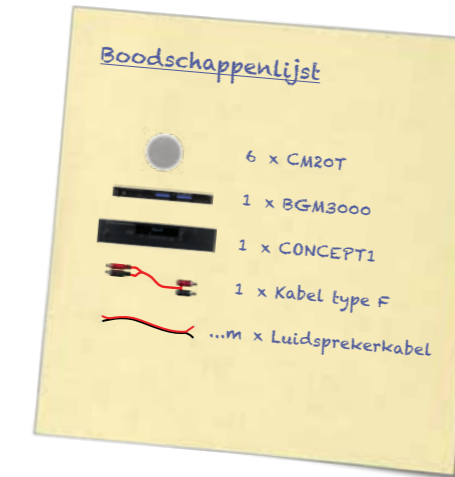 Boodschappenlijst
6 x CM20T
1 x BGM3000
1 x CONCEPT1
1 x Kabel type F
...m x Luidsprekerkabel